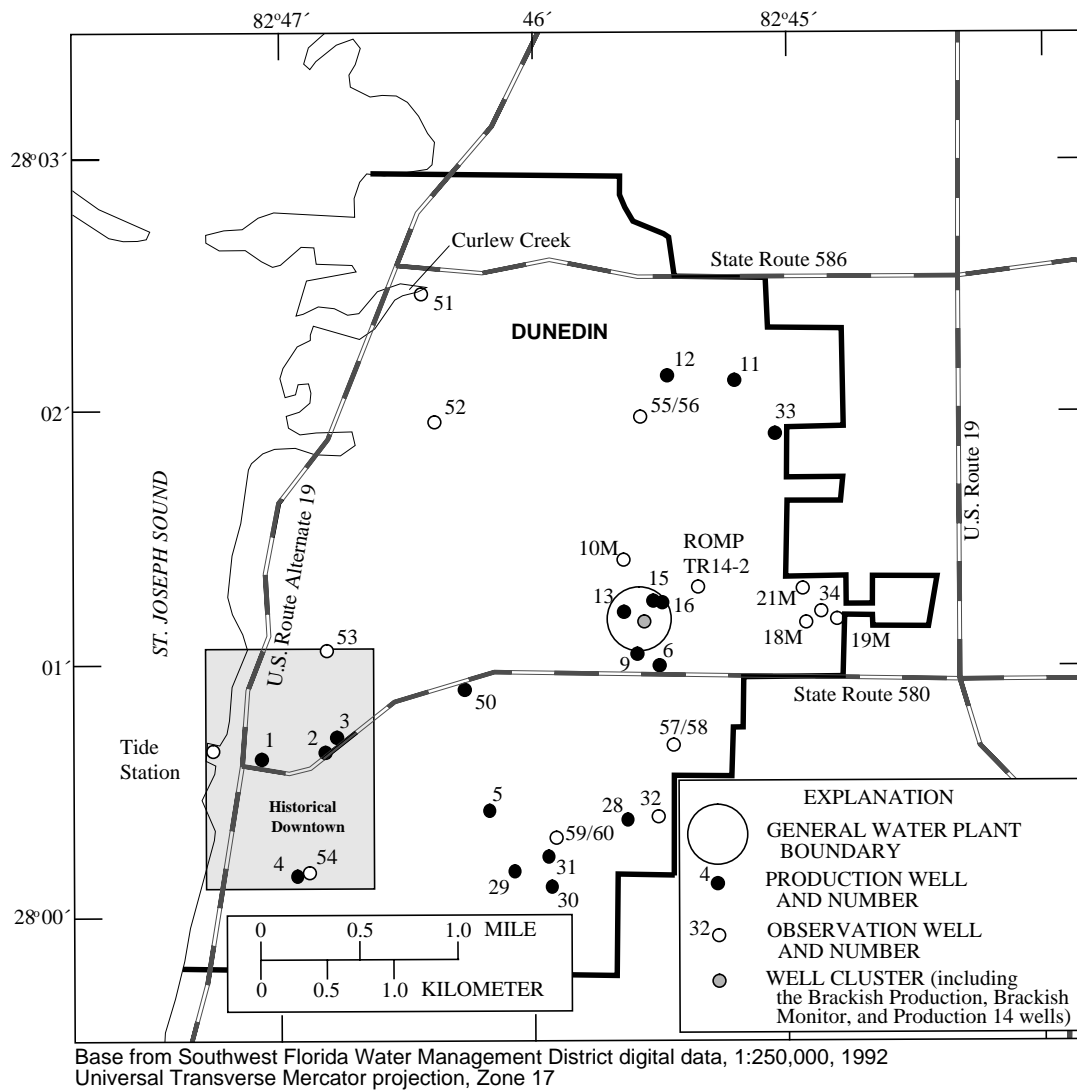 82°47' 46' 82°45'
28°03'
Curlew Creek
State Route 586
51
DUNEDIN
12 11
02' 52 55/56 33
U.S. Route 19
ST. JOSEPH SOUND
U.S. Route Alternate 19
10M ROMP
TR14-2
15
13 16 21M 34
18M 19M
53
01' 9 6
50 State Route 580
57/58
Tide
Station
1 2 3
5 28 32
Historical
Downtown
59/60
4 54
29 31
30
28°00'
0 0.5 1.0 MILE
0 0.5 1.0 KILOMETER
EXPLANATION
GENERAL WATER PLANT
BOUNDARY
4 PRODUCTION WELL
AND NUMBER
32 OBSERVATION WELL
AND NUMBER
WELL CLUSTER (including
the Brackish Production, Brackish
Monitor, and Production 14 wells)
Base from Southwest Florida Water Management District digital data, 1:250,000, 1992
Universal Transverse Mercator projection, Zone 17